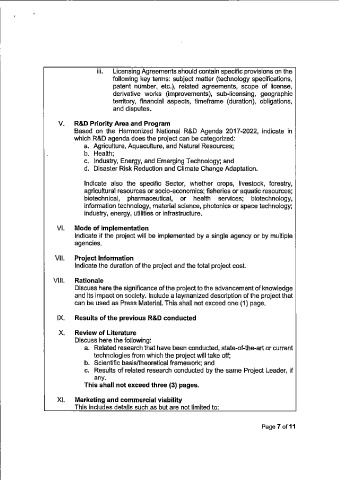 iii. Licensing Agreements should contain specific provisions on the
following key terms: subject matter (technology specifications,
patent number, etc.), related agreements, scope of license,
derivative works (improvements), sub-licensing, geographic
territory, financial aspects, timeframe (duration), obligations,
and disputes.
V. R&D Priority Area and Program
Based on the Harmonized National R&D Agenda 2017-2022, indicate in
which R&D agenda does the project can be categorized:
a. Agriculture, Aquaculture, and Natural Resources;
b. Health;
c. Industry, Energy, and Emerging Technology; and
d. Disaster Risk Reduction and Climate Change Adaptation.
Indicate also the specific Sector, whether crops, livestock, forestry,
agricultural resources or socio-economics; fisheries or aquatic resources;
biotechnical, pharmaceutical, or health services; biotechnology,
information technology, material science, photonics or space technology;
industry, energy, utilities or infrastructure.
VI. Mode of implementation
Indicate if the project will be implemented by a single agency or by multiple
agencies.
VII. Project Information
Indicate the duration of the project and the total project cost.
VIII. Rationale
Discuss here the significance of the project to the advancement of knowledge
and its impact on society. Include a laymanized description of the project that
can be used as Press Material. This shall not exceed one (1) page.
IX. Results of the previous R&D conducted
X. Review of Literature
Discuss here the following:
a. Related research that have been conducted, state-of-the-art or current
technologies from which the project will take off;
b. Scientific basis/theoretical framework; and
c. Results of related research conducted by the same Project Leader, if
any.
This shall not exceed three (3) pages.
XI. Marketing and commercial viability
This includes details such as but are not limited to:
Page 7 of 11